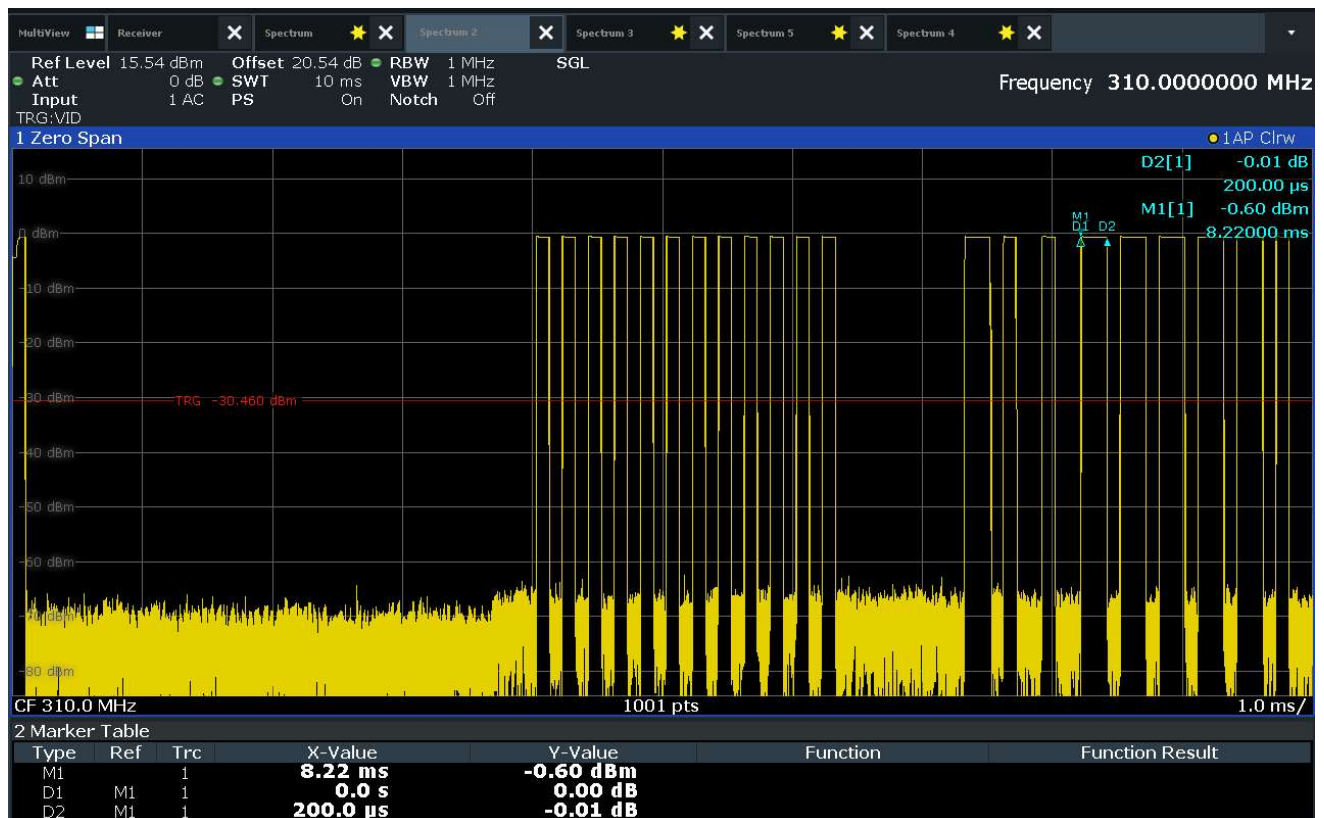 MultiView Receiver Spectrum Spectrum 2 Spectrum 3 Spectrum 5 Spectrum 4
Ref Level 15.54 dBm Offset 20.54 dB RBW 1 MHz SGL
Att 0 dB SWT 10 ms VBW 1 MHz
Input 1 AC PS On Notch Off
Frequency 310.0000000 MHz
TRG:VID
1 Zero Span 1AP Clrw
D2[1] -0.01 dB
200.00 µs
M1[1] -0.60 dBm
8.22000 ms
10 dBm
M1
D1 D2
0 dBm
-10 dBm
-20 dBm
-30 dBm
TRG -30.460 dBm
-40 dBm
-50 dBm
-60 dBm
-70 dBm
-80 dBm
CF 310.0 MHz 1001 pts 1.0 ms/
2 Marker Table
Type Ref Trc X-Value Y-Value Function Function Result
M1 1 8.22 ms -0.60 dBm
D1 M1 1 0.0 s 0.00 dB
D2 M1 1 200.0 µs -0.01 dB